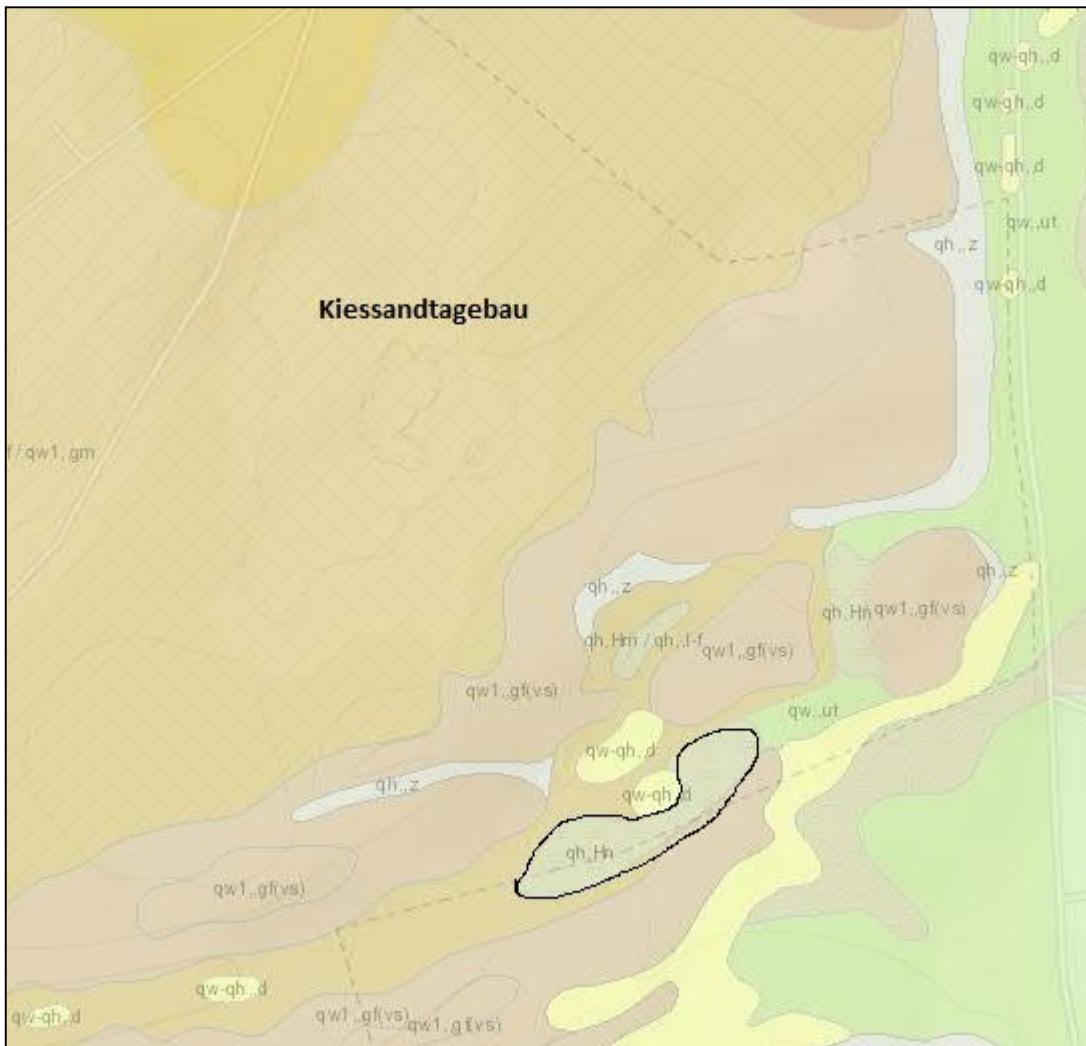 qw-qh,,d
qw-qh,,d
qw-qh,,d
qw,,ut
qh,,z
qw-qh,,d
Kiessandtagebau
f / qw1,,gm
qh,,z
qh,,z
qh,Hn
qw1,,gf(vs)
qh,Hm / qh,,l-f
qw1,,gf(vs)
qw1,,gf(vs)
qw,,ut
qw-qh,,d
qh,,z
qw-qh,,d
qh,,Hn
qw1,,gf(vs)
qw-qh,,d
qw-qh,,d
qw1,,gf(vs)
qw1,,gf(vs)